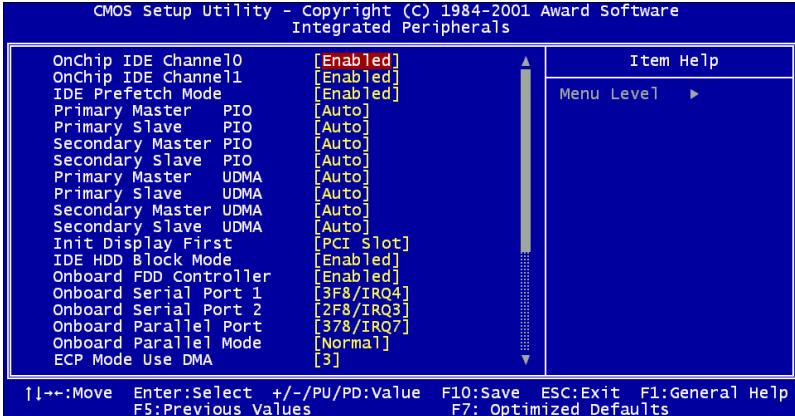 CMOS Setup Utility – Copyright (C) 1984-2001 Award Software
Integrated Peripherals
OnChip IDE Channel0 [Enabled]
OnChip IDE Channel1 [Enabled]
IDE Prefetch Mode [Enabled]
Primary Master PIO [Auto]
Primary Slave PIO [Auto]
Secondary Master PIO [Auto]
Secondary Slave PIO [Auto]
Primary Master UDMA [Auto]
Primary Slave UDMA [Auto]
Secondary Master UDMA [Auto]
Secondary Slave UDMA [Auto]
Init Display First [PCI Slot]
IDE HDD Block Mode [Enabled]
Onboard FDD Controller [Enabled]
Onboard Serial Port 1 [3F8/IRQ4]
Onboard Serial Port 2 [2F8/IRQ3]
Onboard Parallel Port [378/IRQ7]
Onboard Parallel Mode [Normal]
ECP Mode Use DMA [3]
Item Help
Menu Level ►
↑↓→←:Move Enter:Select +/-/PU/PD:Value F10:Save ESC:Exit F1:General Help
F5:Previous Values F7: Optimized Defaults